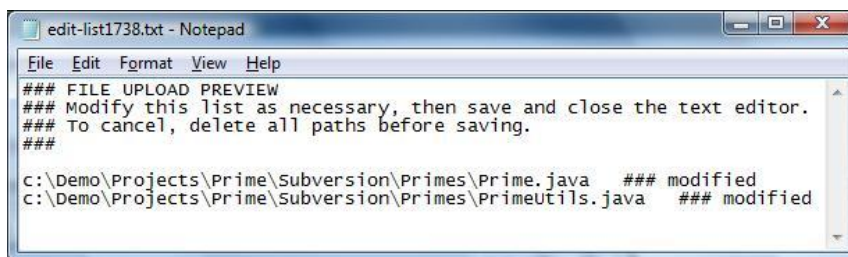 edit-list1738.txt - Notepad
File Edit Format View Help
### FILE UPLOAD PREVIEW
### Modify this list as necessary, then save and close the text editor.
### To cancel, delete all paths before saving.
###
c:\Demo\Projects\Prime\Subversion\Primes\Prime.java   ### modified
c:\Demo\Projects\Prime\Subversion\Primes\PrimeUtils.java   ### modified